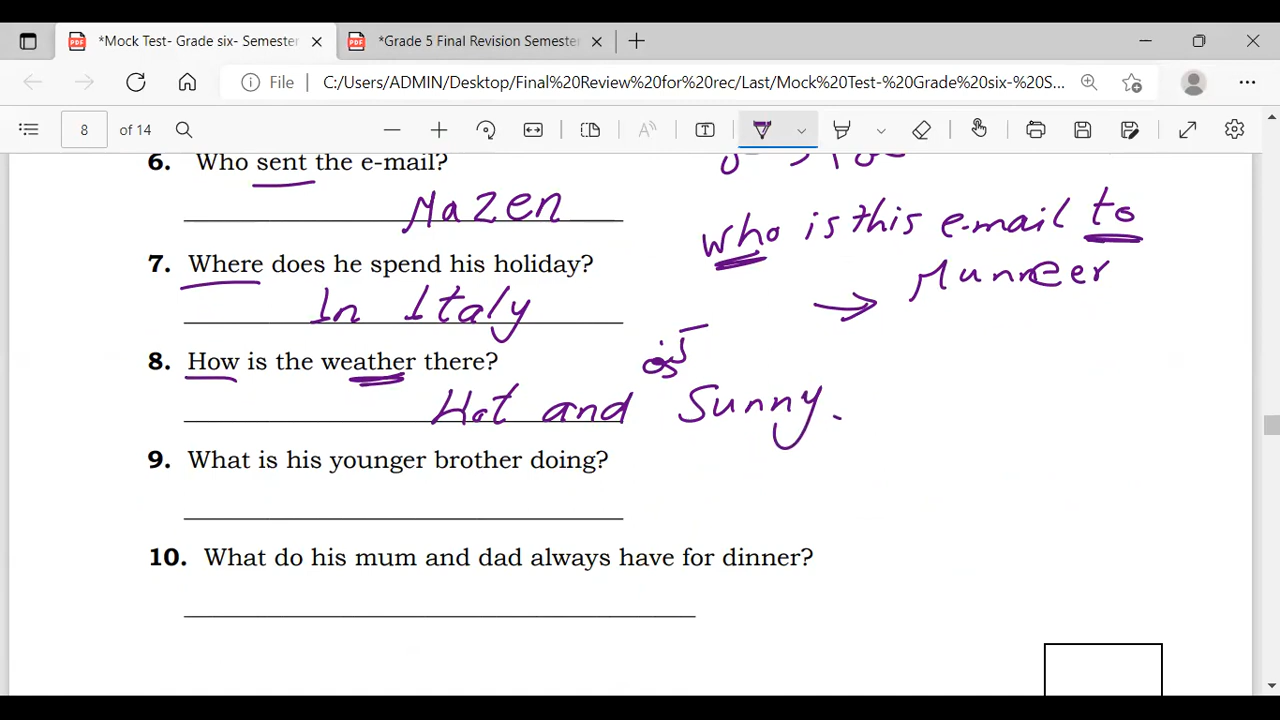 *Mock Test- Grade six- Semester
*Grade 5 Final Revision Semester
File
C:/Users/ADMIN/Desktop/Final%20Review%20for%20rec/Last/Mock%20Test-%20Grade%20six-%20S...
8 of 14
6. Who sent the e-mail?
Mazen
who is this e-mail to
7. Where does he spend his holiday?
Muneer
In Italy
8. How is the weather there?
Hot and Sunny.
9. What is his younger brother doing?
10. What do his mum and dad always have for dinner?